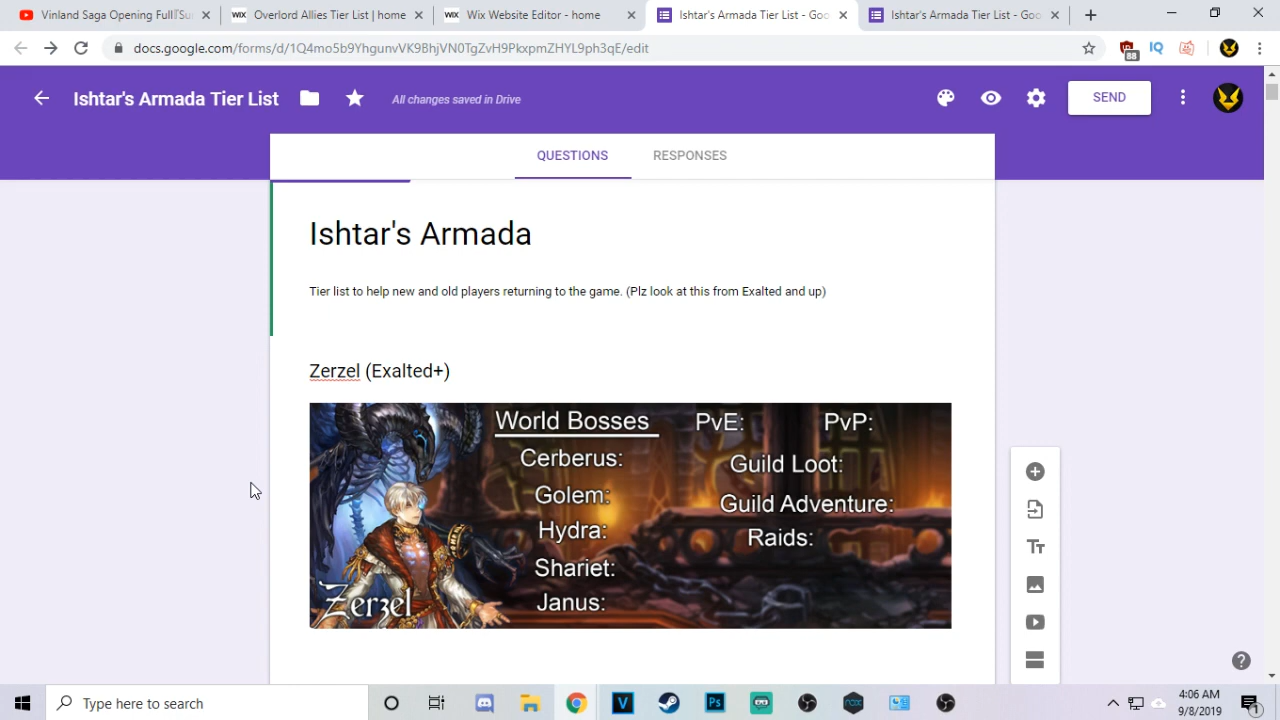 Vinland Saga Opening FullTSu
Overlord Allies Tier List | home
Wix Website Editor - home
Ishtar's Armada Tier List - Goo
Ishtar's Armada Tier List - Goo
docs.google.com/forms/d/1Q4mo5b9YhgunvVK9BhjVN0TgZvH9PkxpmZHYL9ph3qE/edit
88
IQ
Ishtar's Armada Tier List
All changes saved in Drive
SEND
QUESTIONS
RESPONSES
Ishtar's Armada
Tier list to help new and old players returning to the game. (Plz look at this from Exalted and up)
Zerzel (Exalted+)
World Bosses
PvE:
PvP:
Cerberus:
Guild Loot:
Golem:
Guild Adventure:
Hydra:
Raids:
Shariet:
Janus:
Zerzel
Type here to search
4:06 AM
9/8/2019